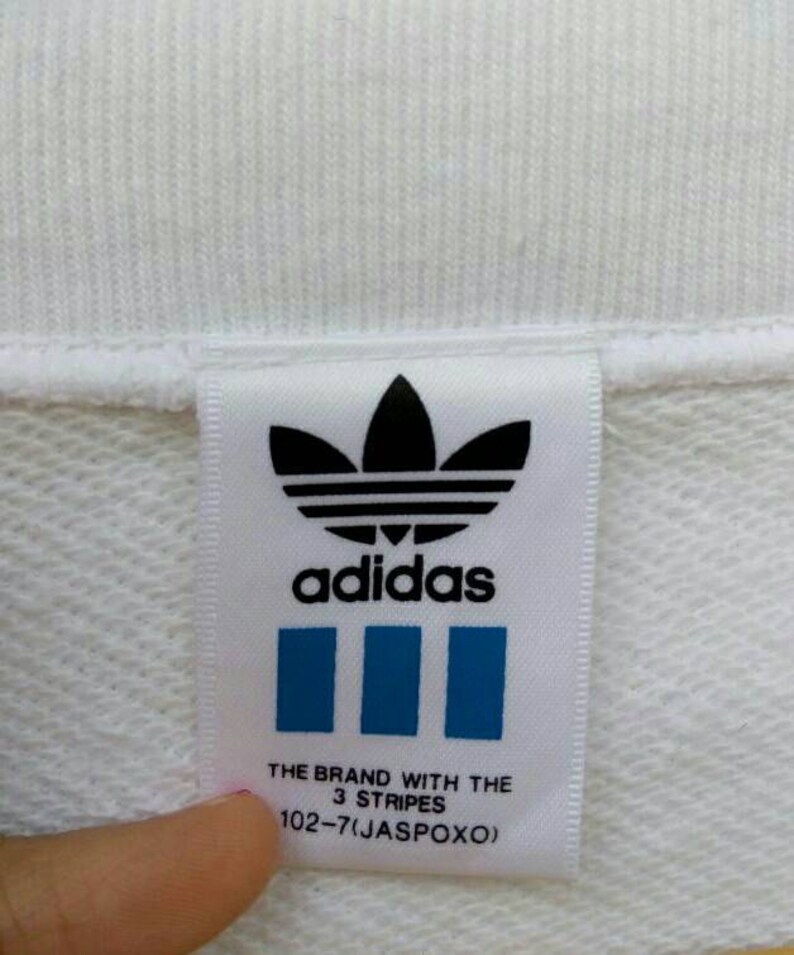 adidas
THE BRAND WITH THE
3 STRIPES
102-7(JASPOXO)